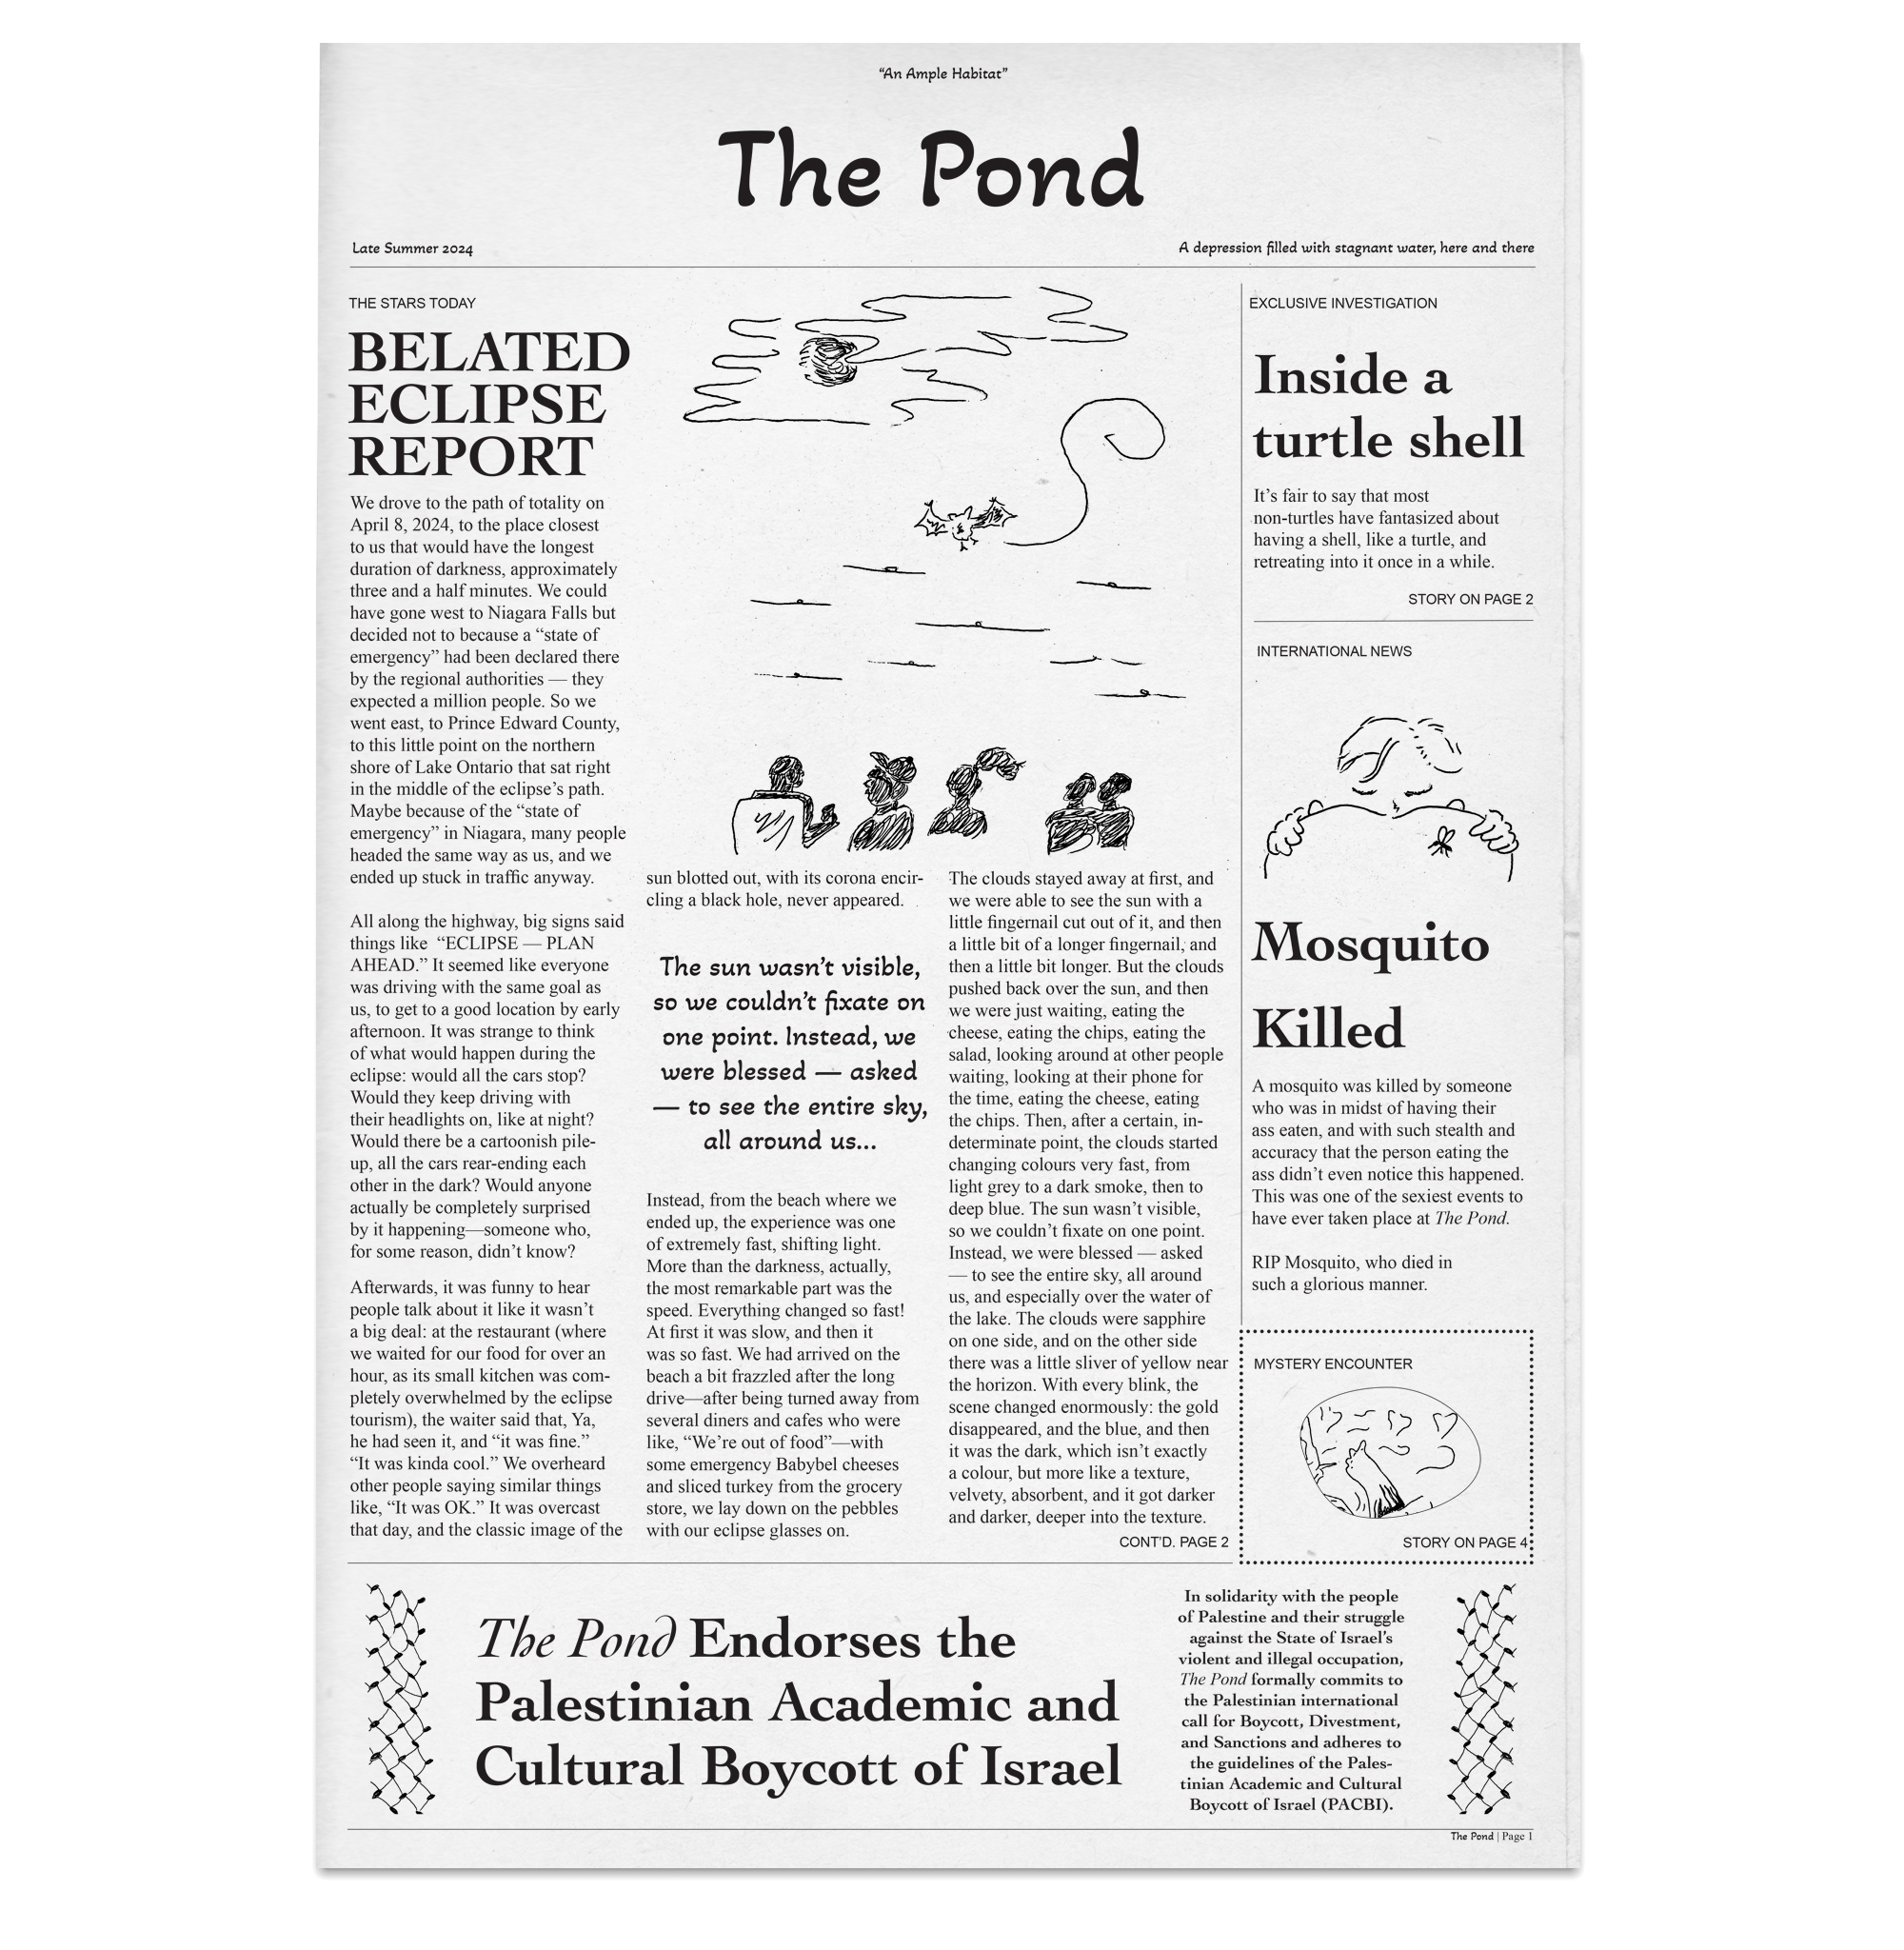 “An Ample Habitat”
The Pond
Late Summer 2024
A depression filled with stagnant water, here and there
THE STARS TODAY
BELATED
ECLIPSE
REPORT
We drove to the path of totality on
April 8, 2024, to the place closest
to us that would have the longest
duration of darkness, approximately
three and a half minutes. We could
have gone west to Niagara Falls but
decided not to because a “state of
emergency” had been declared there
by the regional authorities — they
expected a million people. So we
went east, to Prince Edward County,
to this little point on the northern
shore of Lake Ontario that sat right
in the middle of the eclipse’s path.
Maybe because of the “state of
emergency” in Niagara, many people
headed the same way as us, and we
ended up stuck in traffic anyway.
All along the highway, big signs said
things like “ECLIPSE — PLAN
AHEAD.” It seemed like everyone
was driving with the same goal as
us, to get to a good location by early
afternoon. It was strange to think
of what would happen during the
eclipse: would all the cars stop?
Would they keep driving with
their headlights on, like at night?
Would there be a cartoonish pile-
up, all the cars rear-ending each
other in the dark? Would anyone
actually be completely surprised
by it happening—someone who,
for some reason, didn’t know?
Afterwards, it was funny to hear
people talk about it like it wasn’t
a big deal: at the restaurant (where
we waited for our food for over an
hour, as its small kitchen was com-
pletely overwhelmed by the eclipse
tourism), the waiter said that, Ya,
he had seen it, and “it was fine.”
“It was kinda cool.” We overheard
other people saying similar things
like, “It was OK.” It was overcast
that day, and the classic image of the
sun blotted out, with its corona encir-
cling a black hole, never appeared.
The sun wasn’t visible,
so we couldn’t fixate on
one point. Instead, we
were blessed — asked
— to see the entire sky,
all around us...
Instead, from the beach where we
ended up, the experience was one
of extremely fast, shifting light.
More than the darkness, actually,
the most remarkable part was the
speed. Everything changed so fast!
At first it was slow, and then it
was so fast. We had arrived on the
beach a bit frazzled after the long
drive—after being turned away from
several diners and cafes who were
like, “We’re out of food”—with
some emergency Babybel cheeses
and sliced turkey from the grocery
store, we lay down on the pebbles
with our eclipse glasses on.
The clouds stayed away at first, and
we were able to see the sun with a
little fingernail cut out of it, and then
a little bit of a longer fingernail, and
then a little bit longer. But the clouds
pushed back over the sun, and then
we were just waiting, eating the
cheese, eating the chips, eating the
salad, looking around at other people
waiting, looking at their phone for
the time, eating the cheese, eating
the chips. Then, after a certain, in-
determinate point, the clouds started
changing colours very fast, from
light grey to a dark smoke, then to
deep blue. The sun wasn’t visible,
so we couldn’t fixate on one point.
Instead, we were blessed — asked
— to see the entire sky, all around
us, and especially over the water of
the lake. The clouds were sapphire
on one side, and on the other side
there was a little sliver of yellow near
the horizon. With every blink, the
scene changed enormously: the gold
disappeared, and the blue, and then
it was the dark, which isn’t exactly
a colour, but more like a texture,
velvety, absorbent, and it got darker
and darker, deeper into the texture.
CONT’D. PAGE 2
EXCLUSIVE INVESTIGATION
Inside a
turtle shell
It’s fair to say that most
non-turtles have fantasized about
having a shell, like a turtle, and
retreating into it once in a while.
STORY ON PAGE 2
INTERNATIONAL NEWS
Mosquito
Killed
A mosquito was killed by someone
who was in midst of having their
ass eaten, and with such stealth and
accuracy that the person eating the
ass didn’t even notice this happened.
This was one of the sexiest events to
have ever taken place at The Pond.
RIP Mosquito, who died in
such a glorious manner.
MYSTERY ENCOUNTER
STORY ON PAGE 4
The Pond Endorses the
Palestinian Academic and
Cultural Boycott of Israel
In solidarity with the people
of Palestine and their struggle
against the State of Israel’s
violent and illegal occupation,
The Pond formally commits to
the Palestinian international
call for Boycott, Divestment,
and Sanctions and adheres to
the guidelines of the Pales-
tinian Academic and Cultural
Boycott of Israel (PACBI).
The Pond | Page 1